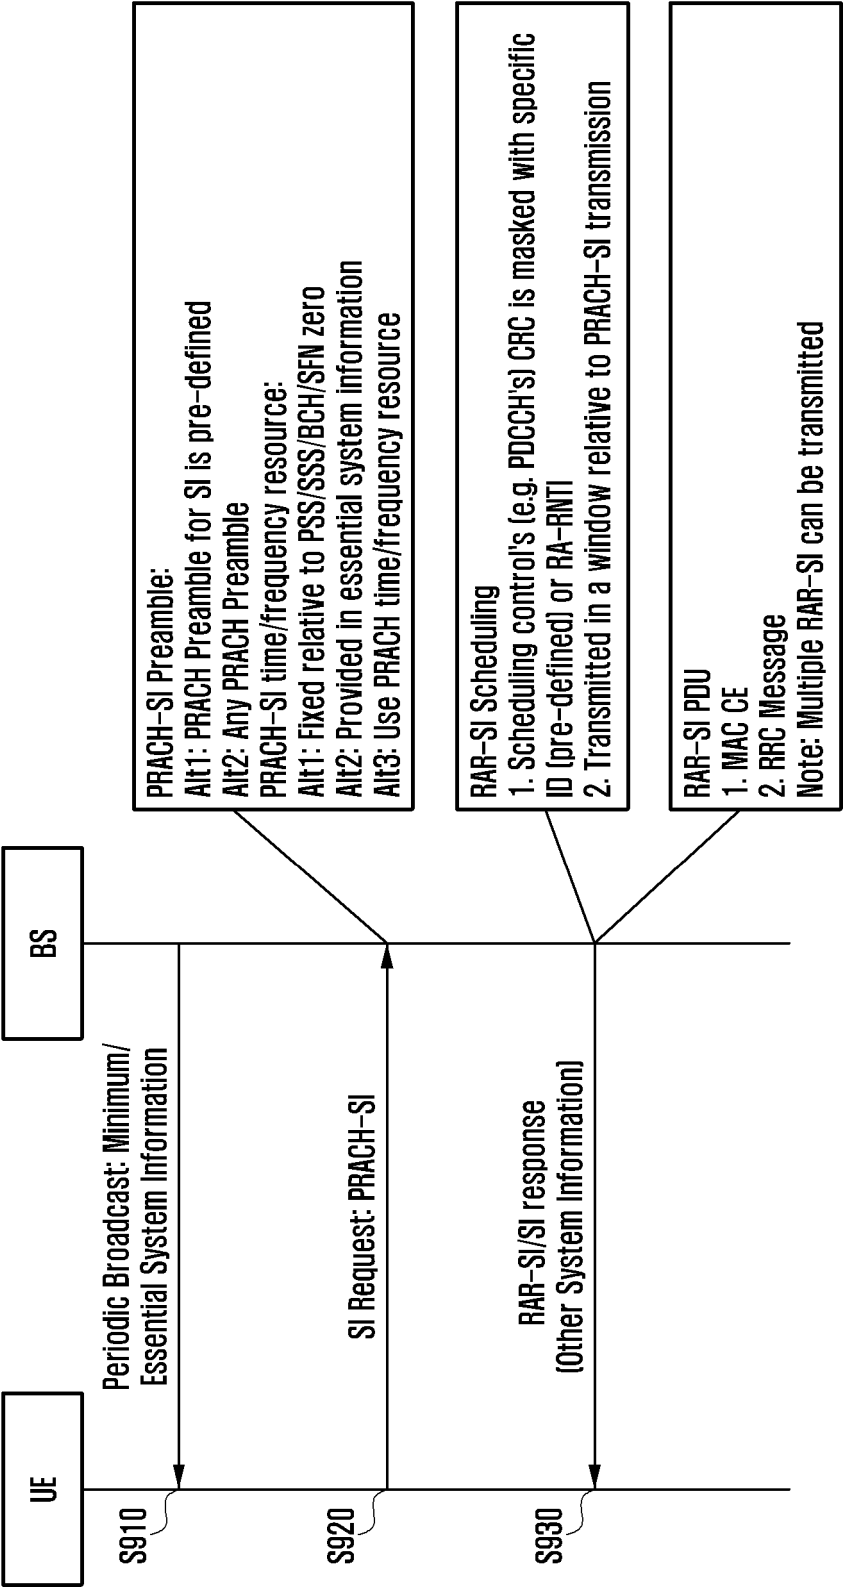 UE
BS
S910
Periodic Broadcast: Minimum/
Essential System Information
S920
SI Request: PRACH-SI
PRACH-SI Preamble:
Alt1: PRACH Preamble for SI is pre-defined
Alt2: Any PRACH Preamble
PRACH-SI time/frequency resource:
Alt1: Fixed relative to PSS/SSS/BCH/SFN zero
Alt2: Provided in essential system information
Alt3: Use PRACH time/frequency resource
S930
RAR-SI/SI response
(Other System Information)
RAR-SI Scheduling
1. Scheduling control's (e.g. PDCCH's) CRC is masked with specific
ID (pre-defined) or RA-RNTI
2. Transmitted in a window relative to PRACH-SI transmission
RAR-SI PDU
1. MAC CE
2. RRC Message
Note: Multiple RAR-SI can be transmitted